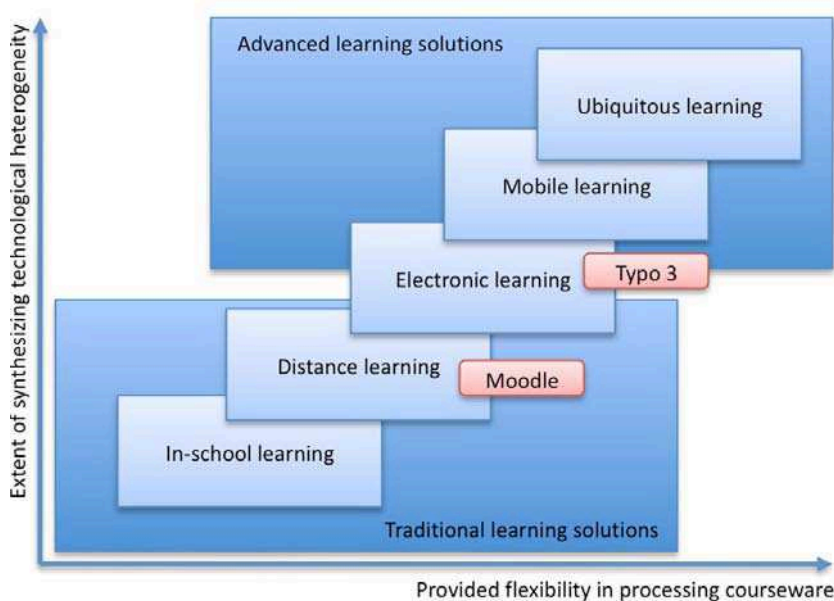 Extent of synthesizing technological heterogeneity
Advanced learning solutions
Ubiquitous learning
Mobile learning
Electronic learning
Typo 3
Distance learning
Moodle
In-school learning
Traditional learning solutions
Provided flexibility in processing courseware